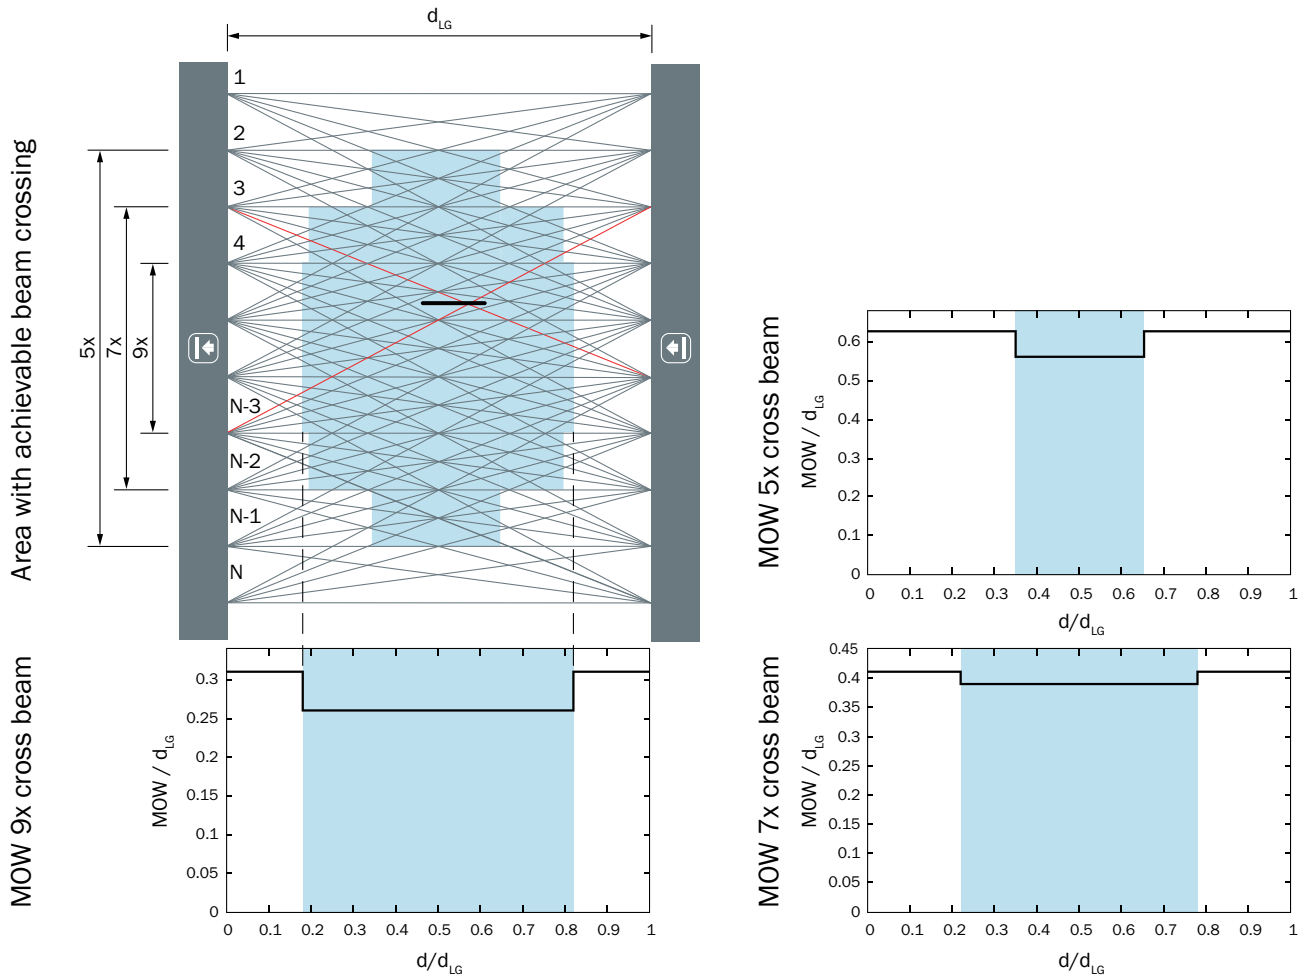 d_LG
Area with achievable beam crossing
5x
7x
9x
1
2
3
4
N-3
N-2
N-1
N
MOW 5x cross beam
MOW / d_LG
0.6
0.5
0.4
0.3
0.2
0.1
0
0 0.1 0.2 0.3 0.4 0.5 0.6 0.7 0.8 0.9 1
d/d_LG
MOW 9x cross beam
MOW / d_LG
0.3
0.25
0.2
0.15
0.1
0.05
0
0 0.1 0.2 0.3 0.4 0.5 0.6 0.7 0.8 0.9 1
d/d_LG
MOW 7x cross beam
MOW / d_LG
0.45
0.4
0.35
0.3
0.25
0.2
0.15
0.1
0.05
0
0 0.1 0.2 0.3 0.4 0.5 0.6 0.7 0.8 0.9 1
d/d_LG